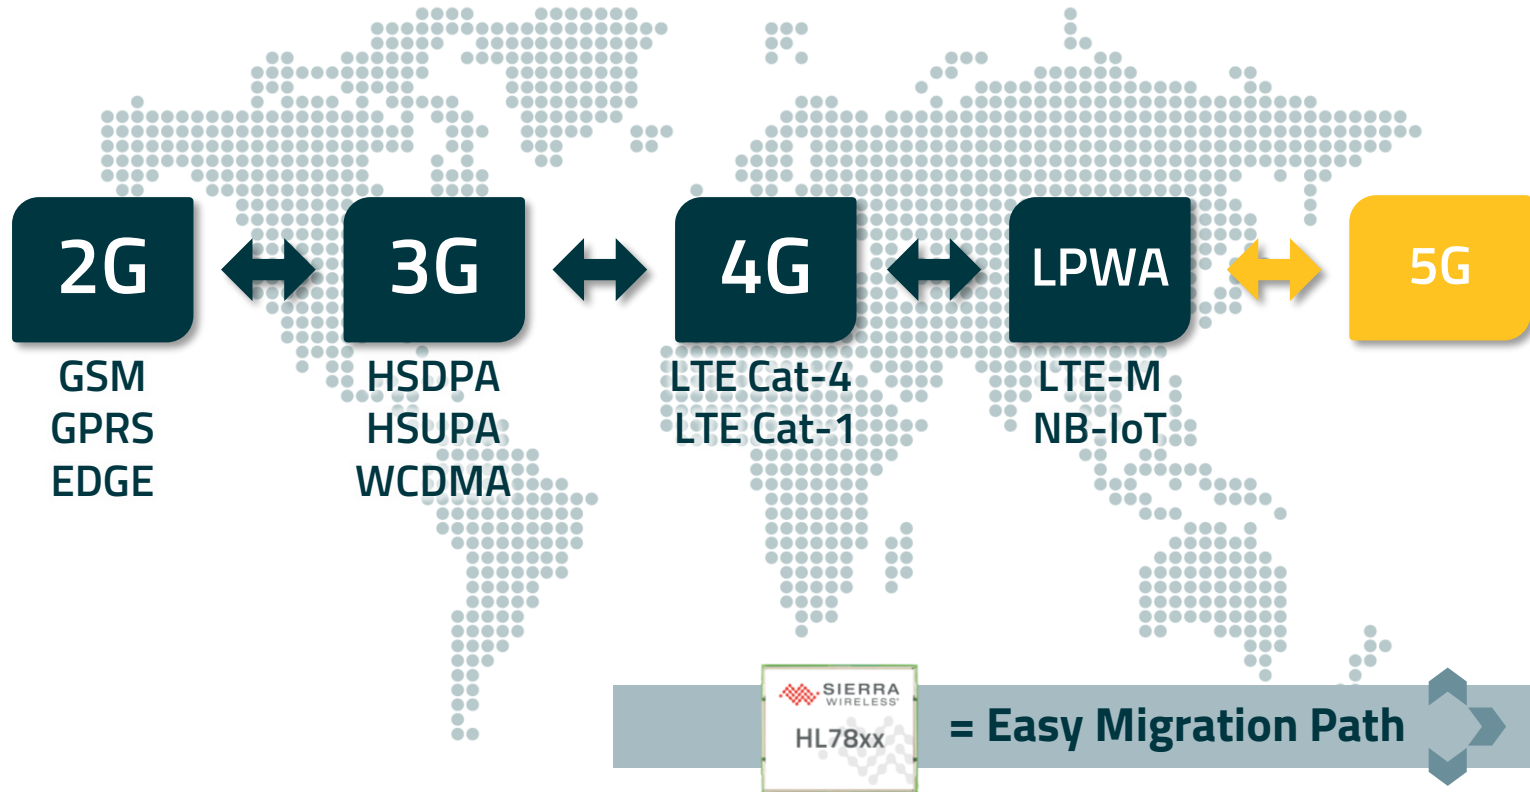 2G
3G
4G
LPWA
5G
GSM
GPRS
EDGE
HSDPA
HSUPA
WCDMA
LTE Cat-4
LTE Cat-1
LTE-M
NB-IoT
SIERRA
WIRELESS®
HL78xx
= Easy Migration Path